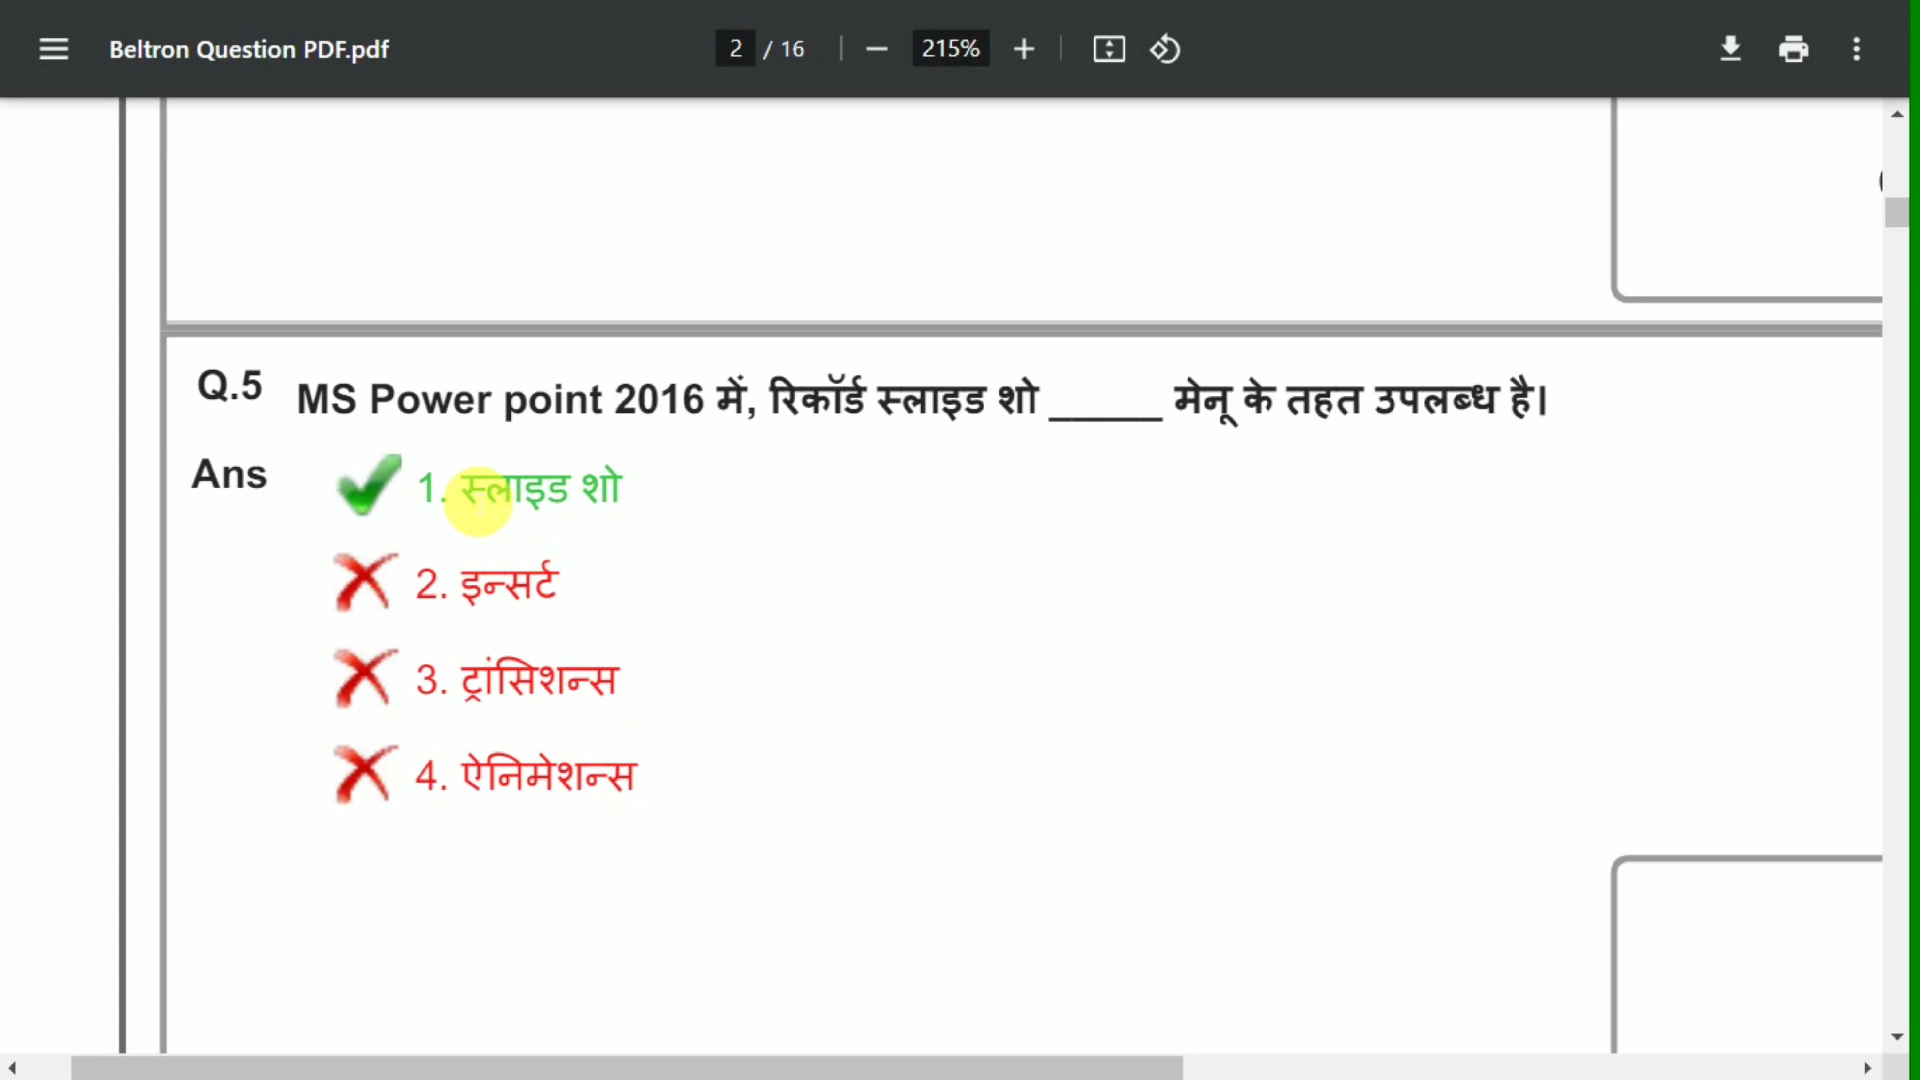 Beltron Question PDF.pdf
2 / 16
215%
Q.5 MS Power point 2016 में, रिकॉर्ड स्लाइड शो _____ मेनू के तहत उपलब्ध है।
Ans 1. स्लाइड शो
2. इन्सर्ट
3. ट्रांसिशन्स
4. ऐनिमेशन्स